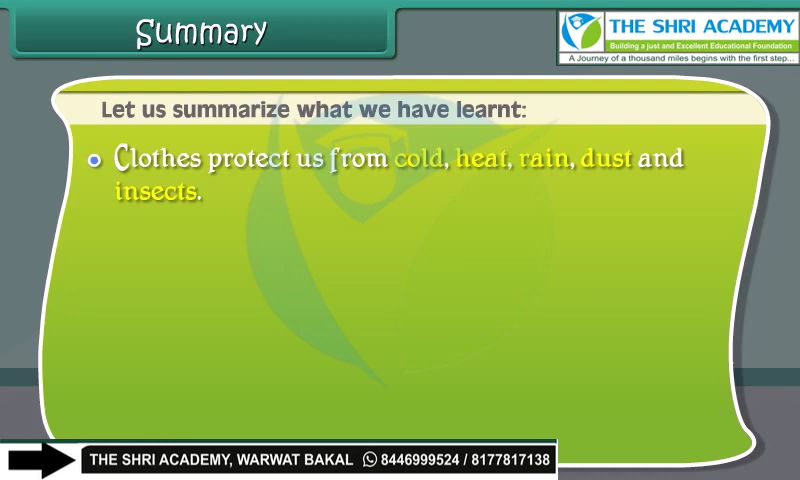 Summary
THE SHRI ACADEMY
Building a just and Excellent Educational Foundation
A Journey of a thousand miles begins with the first step...
Let us summarize what we have learnt:
Clothes protect us from cold, heat, rain, dust and
insects.
THE SHRI ACADEMY, WARWAT BAKAL 8446999524 / 8177817138